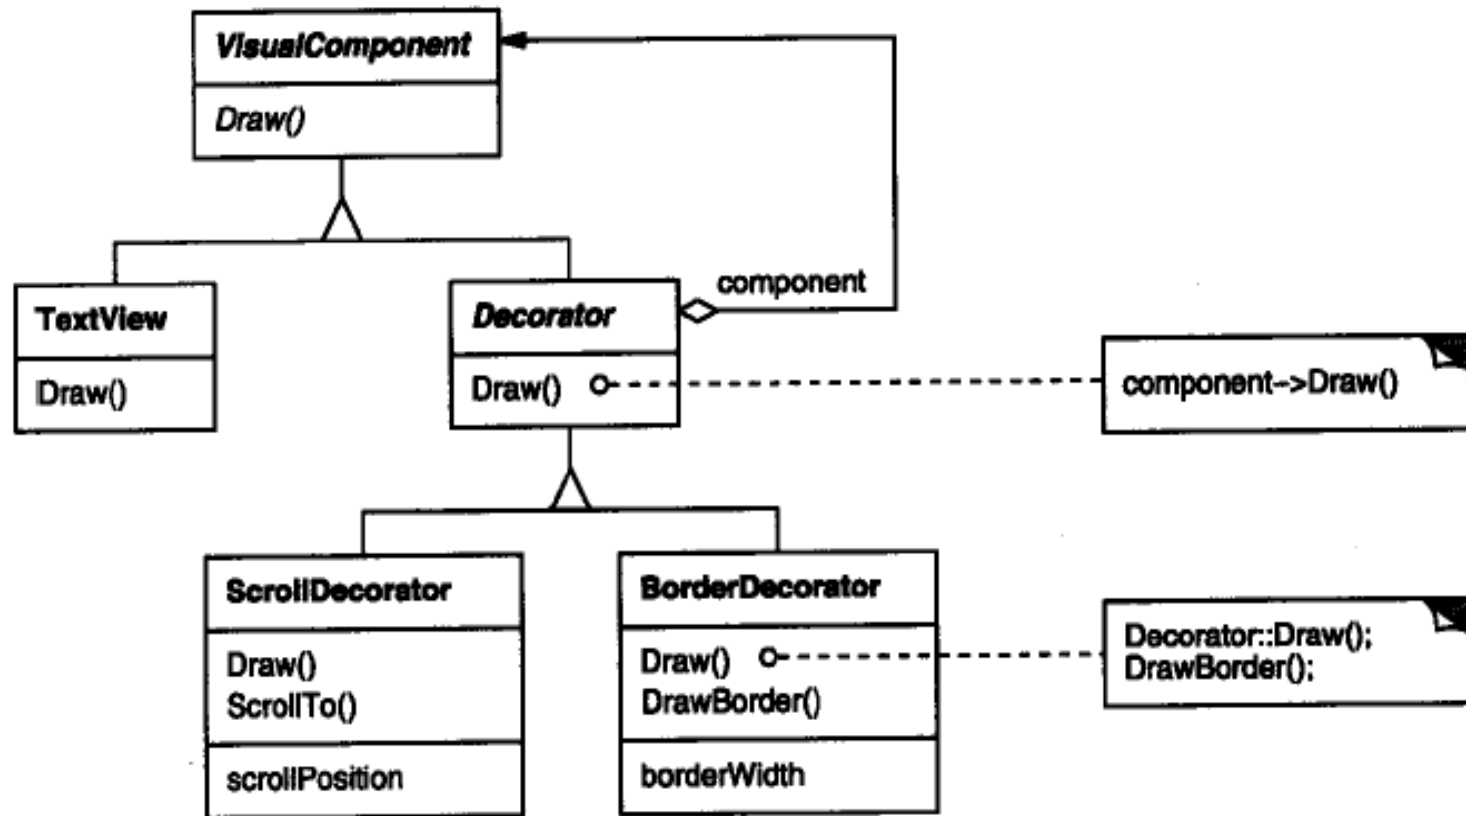 VisualComponent
Draw()
component
TextView
Draw()
Decorator
Draw()
component->Draw()
ScrollDecorator
Draw()
ScrollTo()
scrollPosition
BorderDecorator
Draw()
DrawBorder()
borderWidth
Decorator::Draw();
DrawBorder();